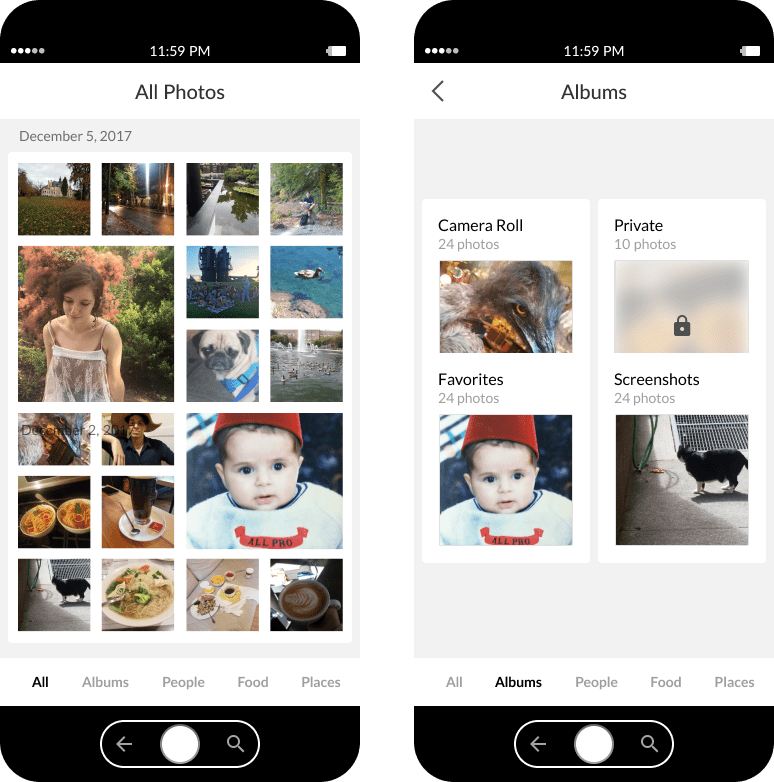 11:59 PM
All Photos
December 5, 2017
December 2, 2017
ALL PRO
All Albums People Food Places
11:59 PM
Albums
Camera Roll
24 photos
Private
10 photos
Favorites
24 photos
Screenshots
24 photos
ALL PRO
All Albums People Food Places